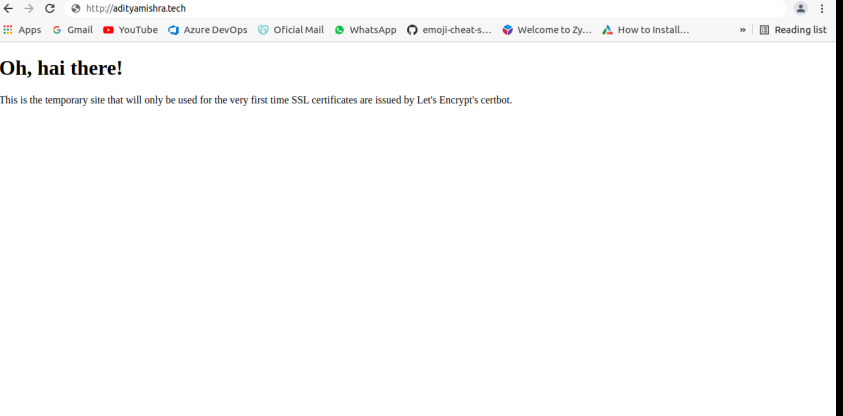 http://adityamishra.tech
Apps Gmail YouTube Azure DevOps Oficial Mail WhatsApp emoji-cheat-s... Welcome to Zy... How to Install... » Reading list
Oh, hai there!
This is the temporary site that will only be used for the very first time SSL certificates are issued by Let's Encrypt's certbot.